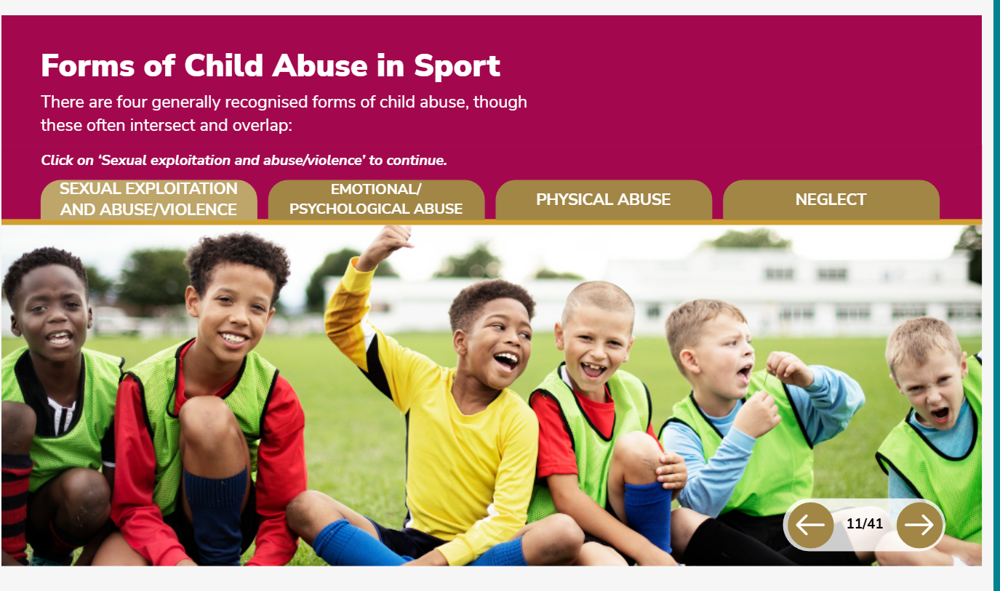 Forms of Child Abuse in Sport
There are four generally recognised forms of child abuse, though
these often intersect and overlap:
Click on ‘Sexual exploitation and abuse/violence’ to continue.
SEXUAL EXPLOITATION
AND ABUSE/VIOLENCE
EMOTIONAL/
PSYCHOLOGICAL ABUSE
PHYSICAL ABUSE
NEGLECT
11/41